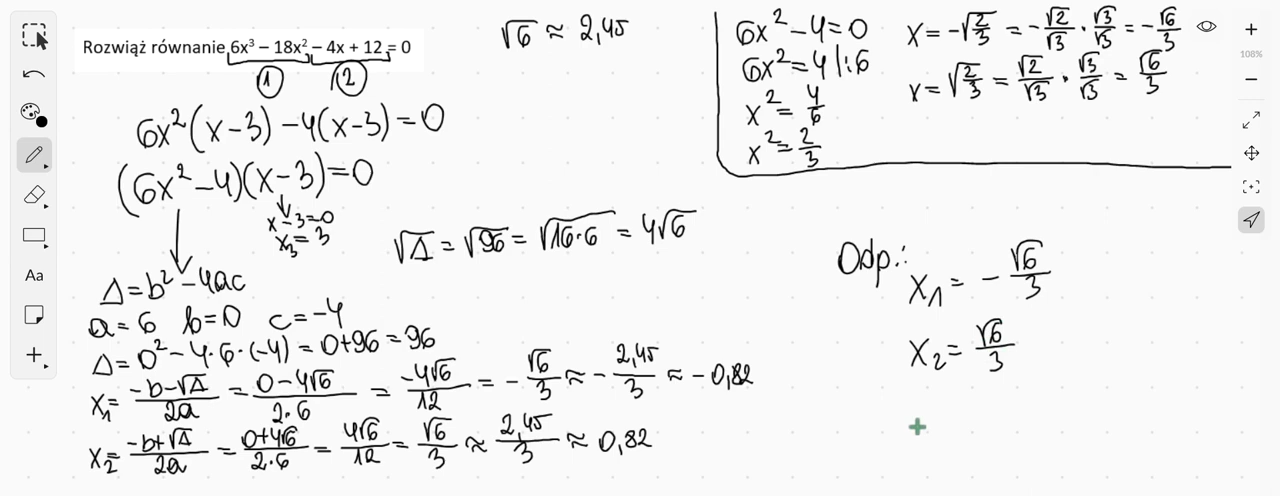 Rozwiąż równanie 6x³ − 18x² − 4x + 12 = 0
① ②
6x²(x−3) −4(x−3)=0
(6x²−4)(x−3)=0
x−3=0
x₃=3
Δ=b²−4ac
a=6 b=0 c=−4
Δ=0²−4·6·(−4)=0+96=96
x₁= (−b−√Δ)/2a = (0−4√6)/2·6 = −4√6/12 = −√6/3 ≈ −2,45/3 ≈ −0,82
x₂= (−b+√Δ)/2a = (0+4√6)/2·6 = 4√6/12 = √6/3 ≈ 2,45/3 ≈ 0,82
√6 ≈ 2,45
√Δ = √96 = √16·6 = 4√6
6x²−4=0
6x²=4 |:6
x²=4/6
x²=2/3
x=−√2/3 = −√2/√3 · √3/√3 = −√6/3
x=√2/3 = √2/√3 · √3/√3 = √6/3
Odp.:
x₁= −√6/3
x₂= √6/3
108%
Aa